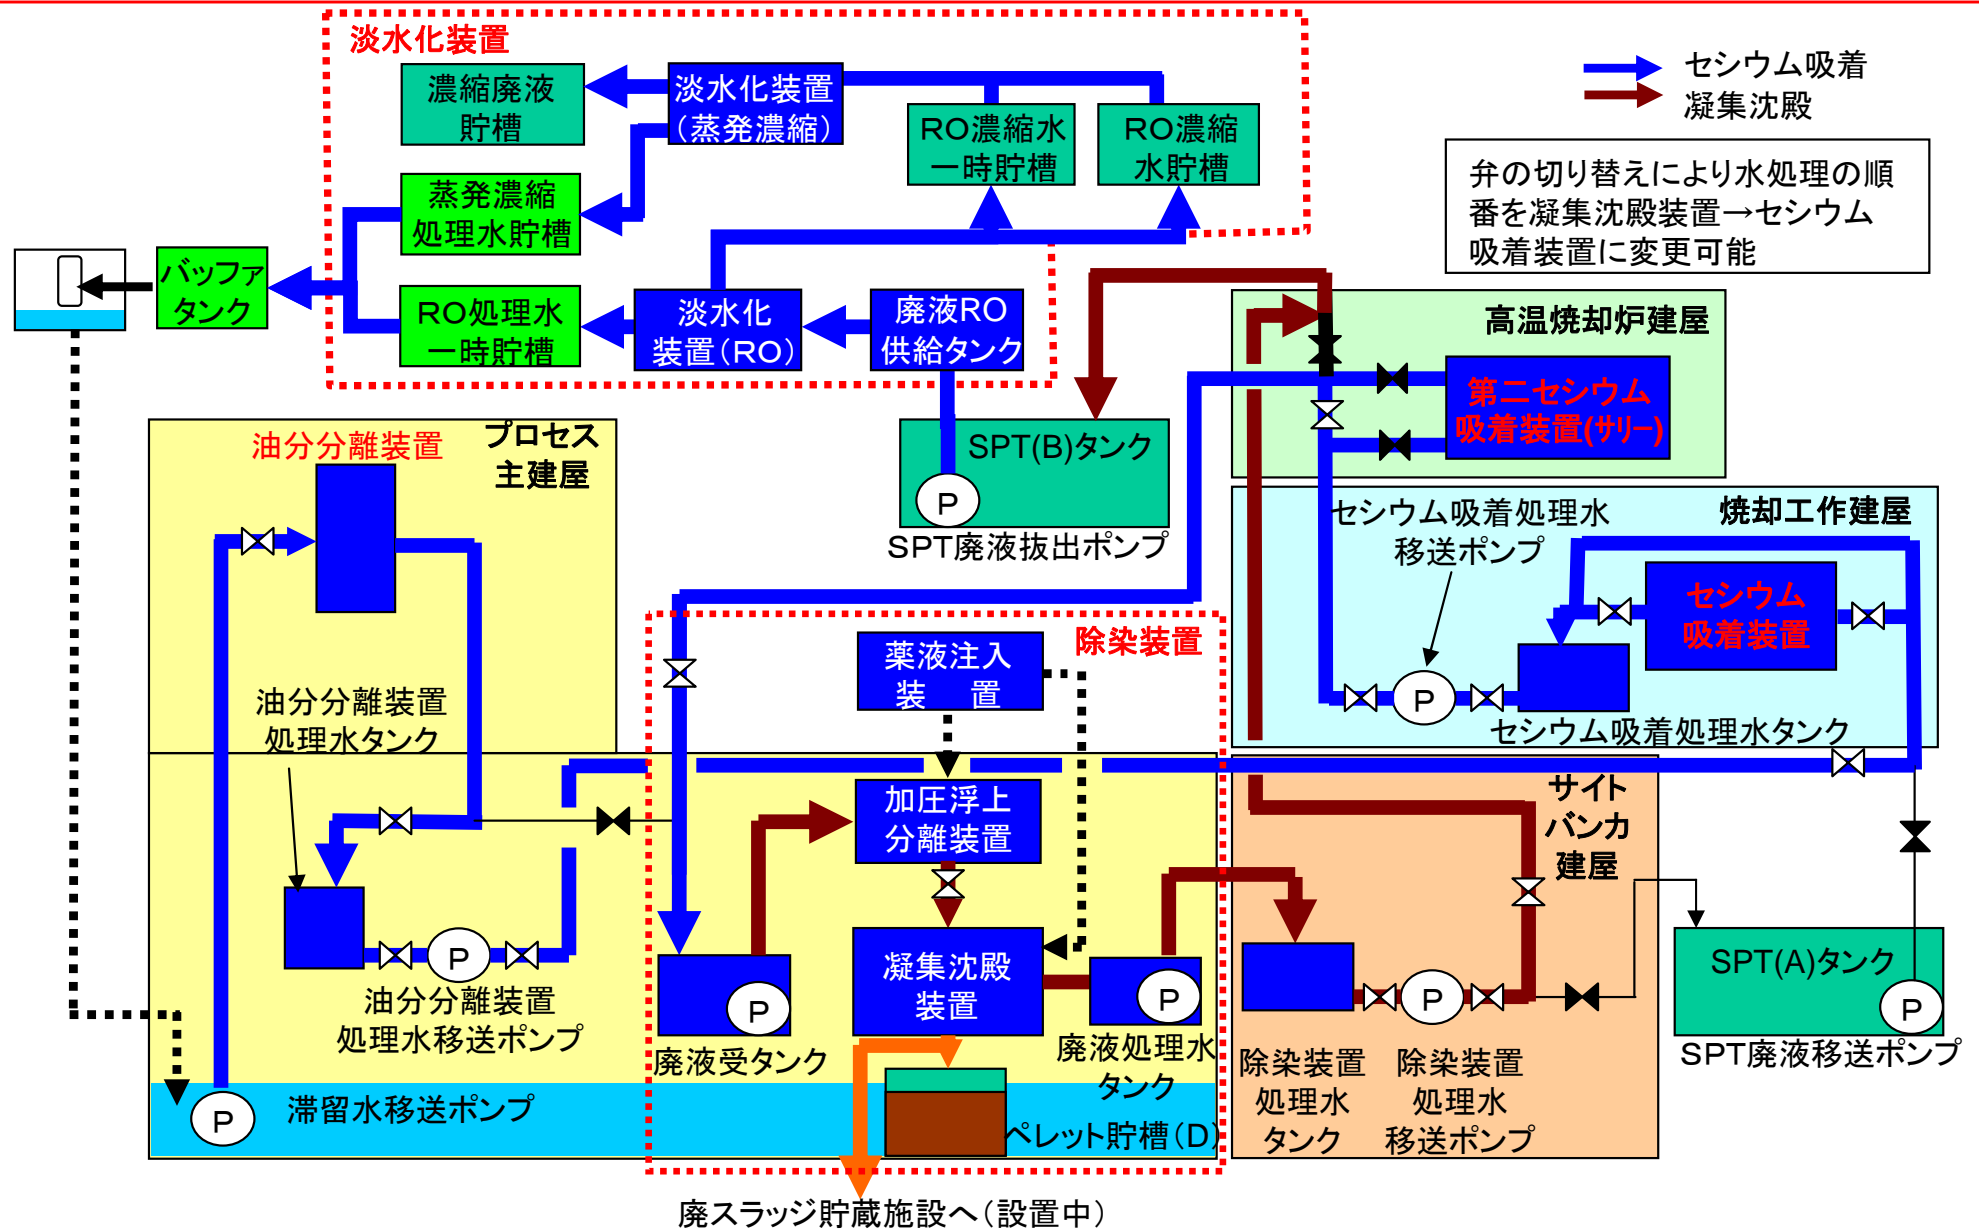 淡水化装置
濃縮廃液
貯槽
淡水化装置
（蒸発濃縮）
RO濃縮水
一時貯槽
RO濃縮
水貯槽
セシウム吸着
凝集沈殿
弁の切り替えにより水処理の順
番を凝集沈殿装置→セシウム
吸着装置に変更可能
蒸発濃縮
処理水貯槽
バッファ
タンク
RO処理水
一時貯槽
淡水化
装置（RO）
廃液RO
供給タンク
高温焼却炉建屋
第二セシウム
吸着装置(サリー)
SPT(B)タンク
P
SPT廃液抜出ポンプ
プロセス
主建屋
油分分離装置
焼却工作建屋
セシウム吸着処理水
移送ポンプ
セシウム
吸着装置
P
セシウム吸着処理水タンク
除染装置
薬液注入
装　置
油分分離装置
処理水タンク
加圧浮上
分離装置
サイト
バンカ
建屋
P
油分分離装置
処理水移送ポンプ
P
廃液受タンク
凝集沈殿
装置
P
廃液処理水
タンク
P
除染装置
処理水
タンク
除染装置
処理水
移送ポンプ
SPT(A)タンク
P
SPT廃液移送ポンプ
P
滞留水移送ポンプ
ペレット貯槽（D）
廃スラッジ貯蔵施設へ（設置中）